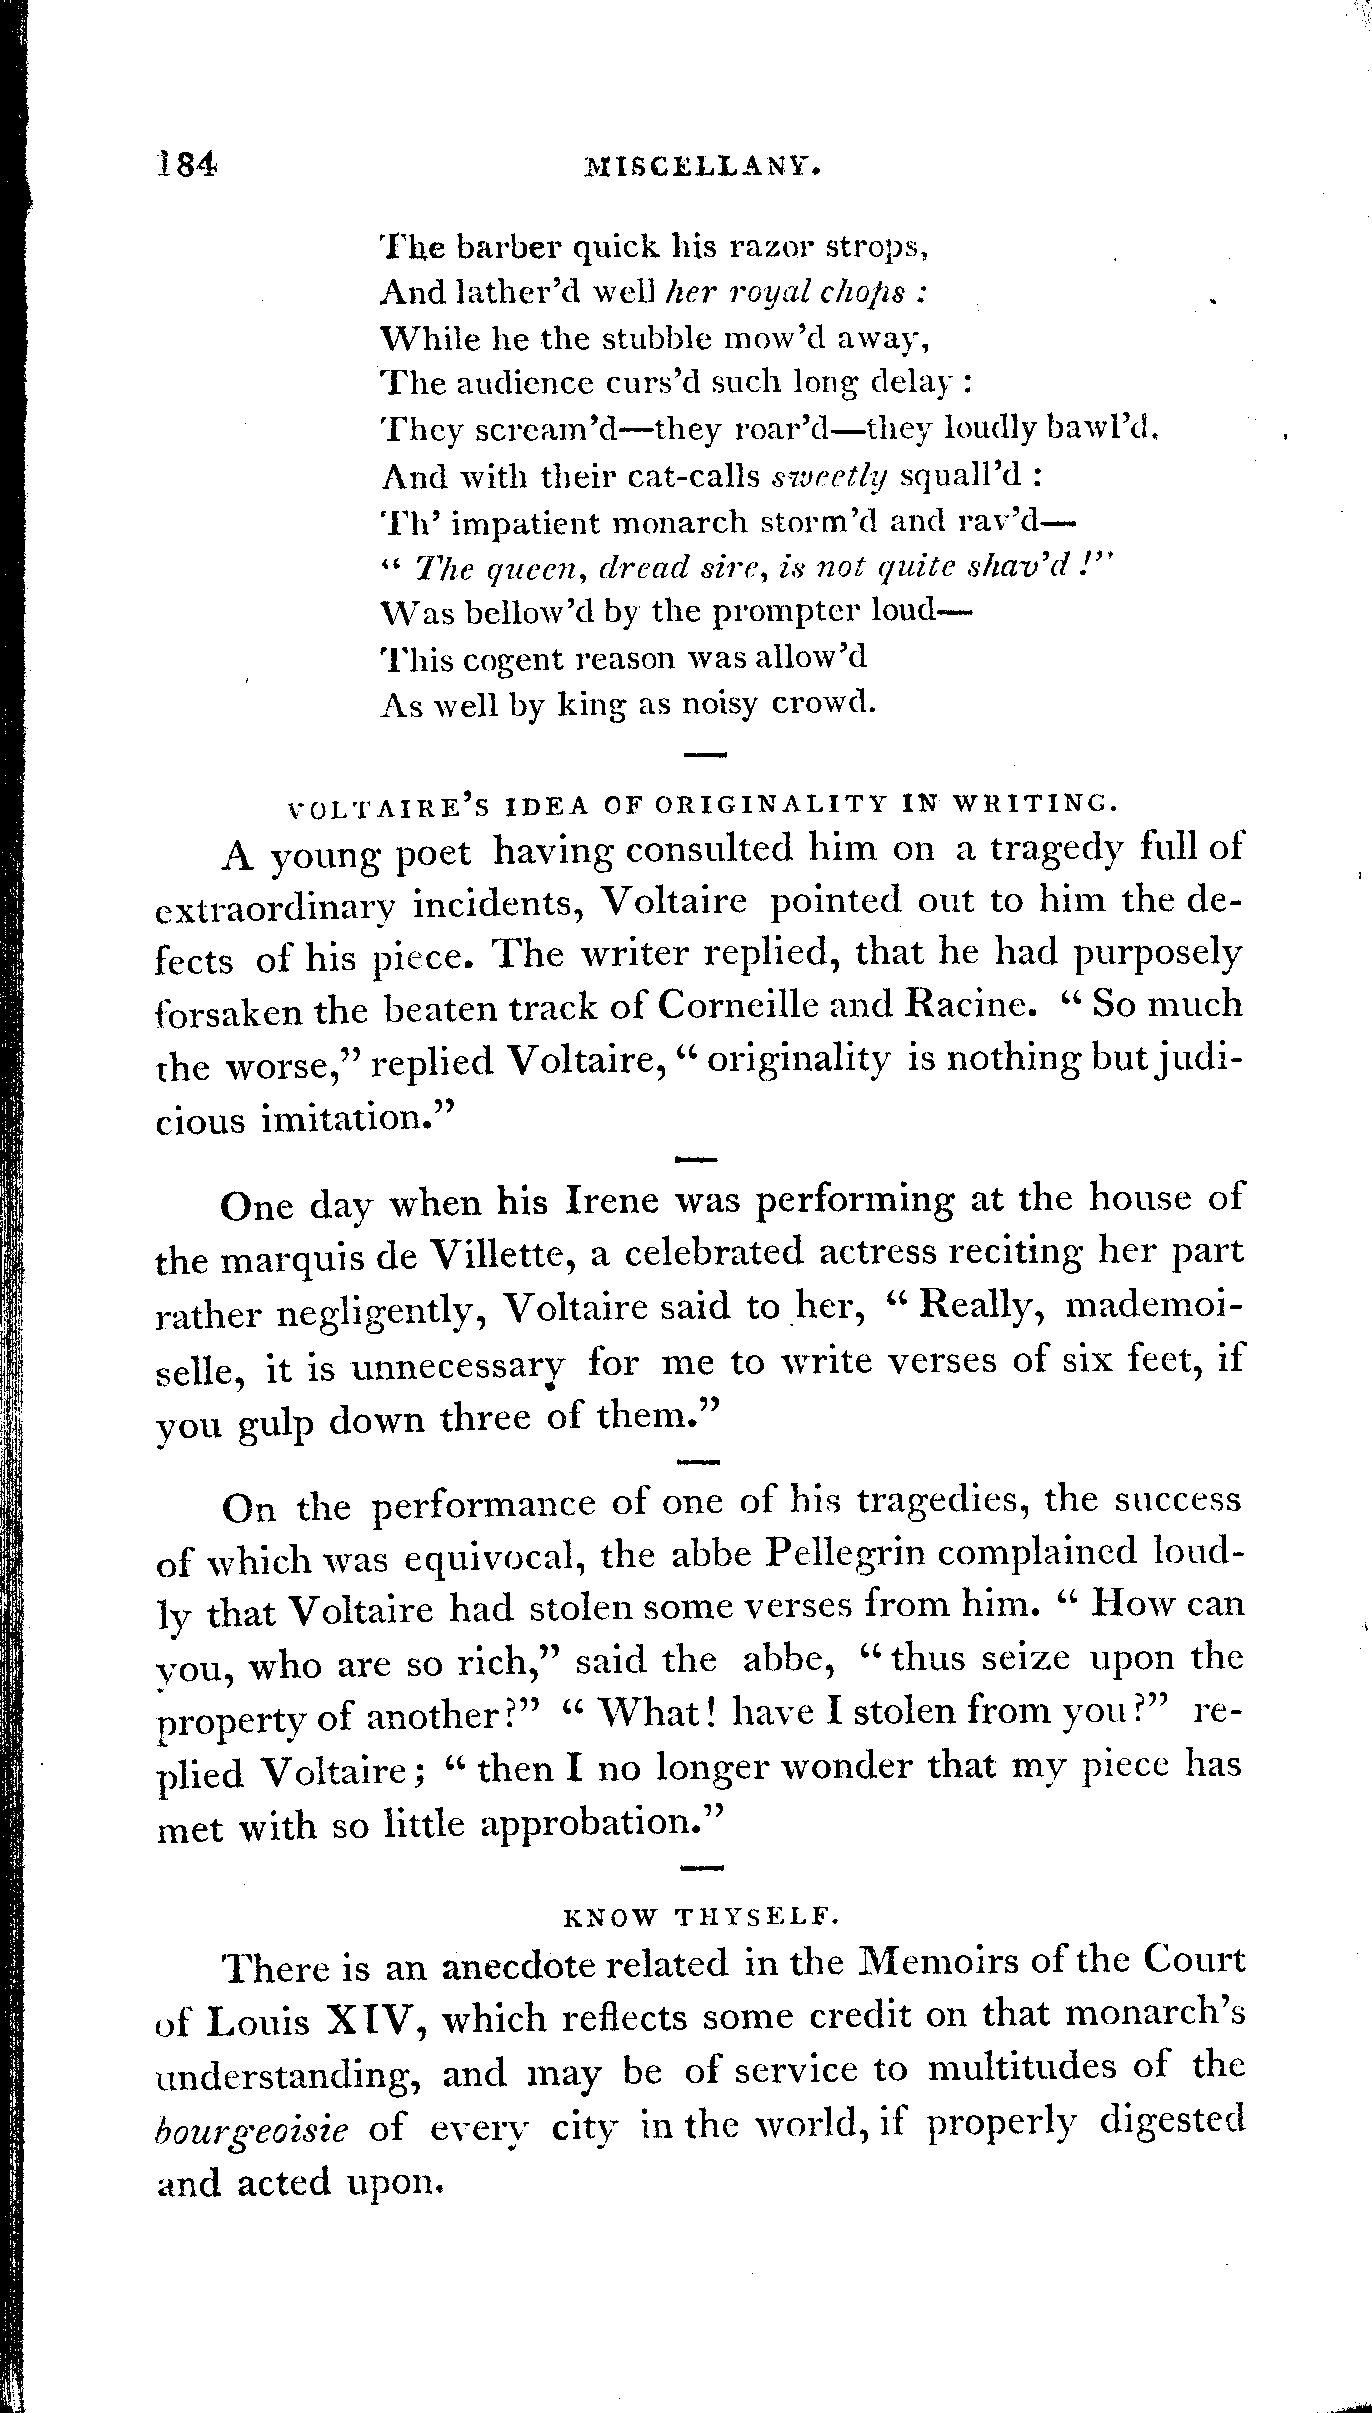 184 MISCELLANY.
The barber quick his razor strops,
And lather'd well her royal chops :
While he the stubble mow'd away,
The audience curs'd such long delay :
They scream'd—they roar'd—they loudly bawl'd,
And with their cat-calls sweetly squall'd :
Th' impatient monarch storm'd and rav'd—
“ The queen, dread sire, is not quite shav'd !”
Was bellow'd by the prompter loud—
This cogent reason was allow'd
As well by king as noisy crowd.
VOLTAIRE'S IDEA OF ORIGINALITY IN WRITING.
A young poet having consulted him on a tragedy full of
extraordinary incidents, Voltaire pointed out to him the de-
fects of his piece. The writer replied, that he had purposely
forsaken the beaten track of Corneille and Racine. “ So much
the worse,” replied Voltaire, “ originality is nothing but judi-
cious imitation.”
One day when his Irene was performing at the house of
the marquis de Villette, a celebrated actress reciting her part
rather negligently, Voltaire said to her, “ Really, mademoi-
selle, it is unnecessary for me to write verses of six feet, if
you gulp down three of them.”
On the performance of one of his tragedies, the success
of which was equivocal, the abbe Pellegrin complained loud-
ly that Voltaire had stolen some verses from him. “ How can
you, who are so rich,” said the abbe, “ thus seize upon the
property of another?” “ What! have I stolen from you?” re-
plied Voltaire; “ then I no longer wonder that my piece has
met with so little approbation.”
KNOW THYSELF.
There is an anecdote related in the Memoirs of the Court
of Louis XIV, which reflects some credit on that monarch's
understanding, and may be of service to multitudes of the
bourgeoisie of every city in the world, if properly digested
and acted upon.